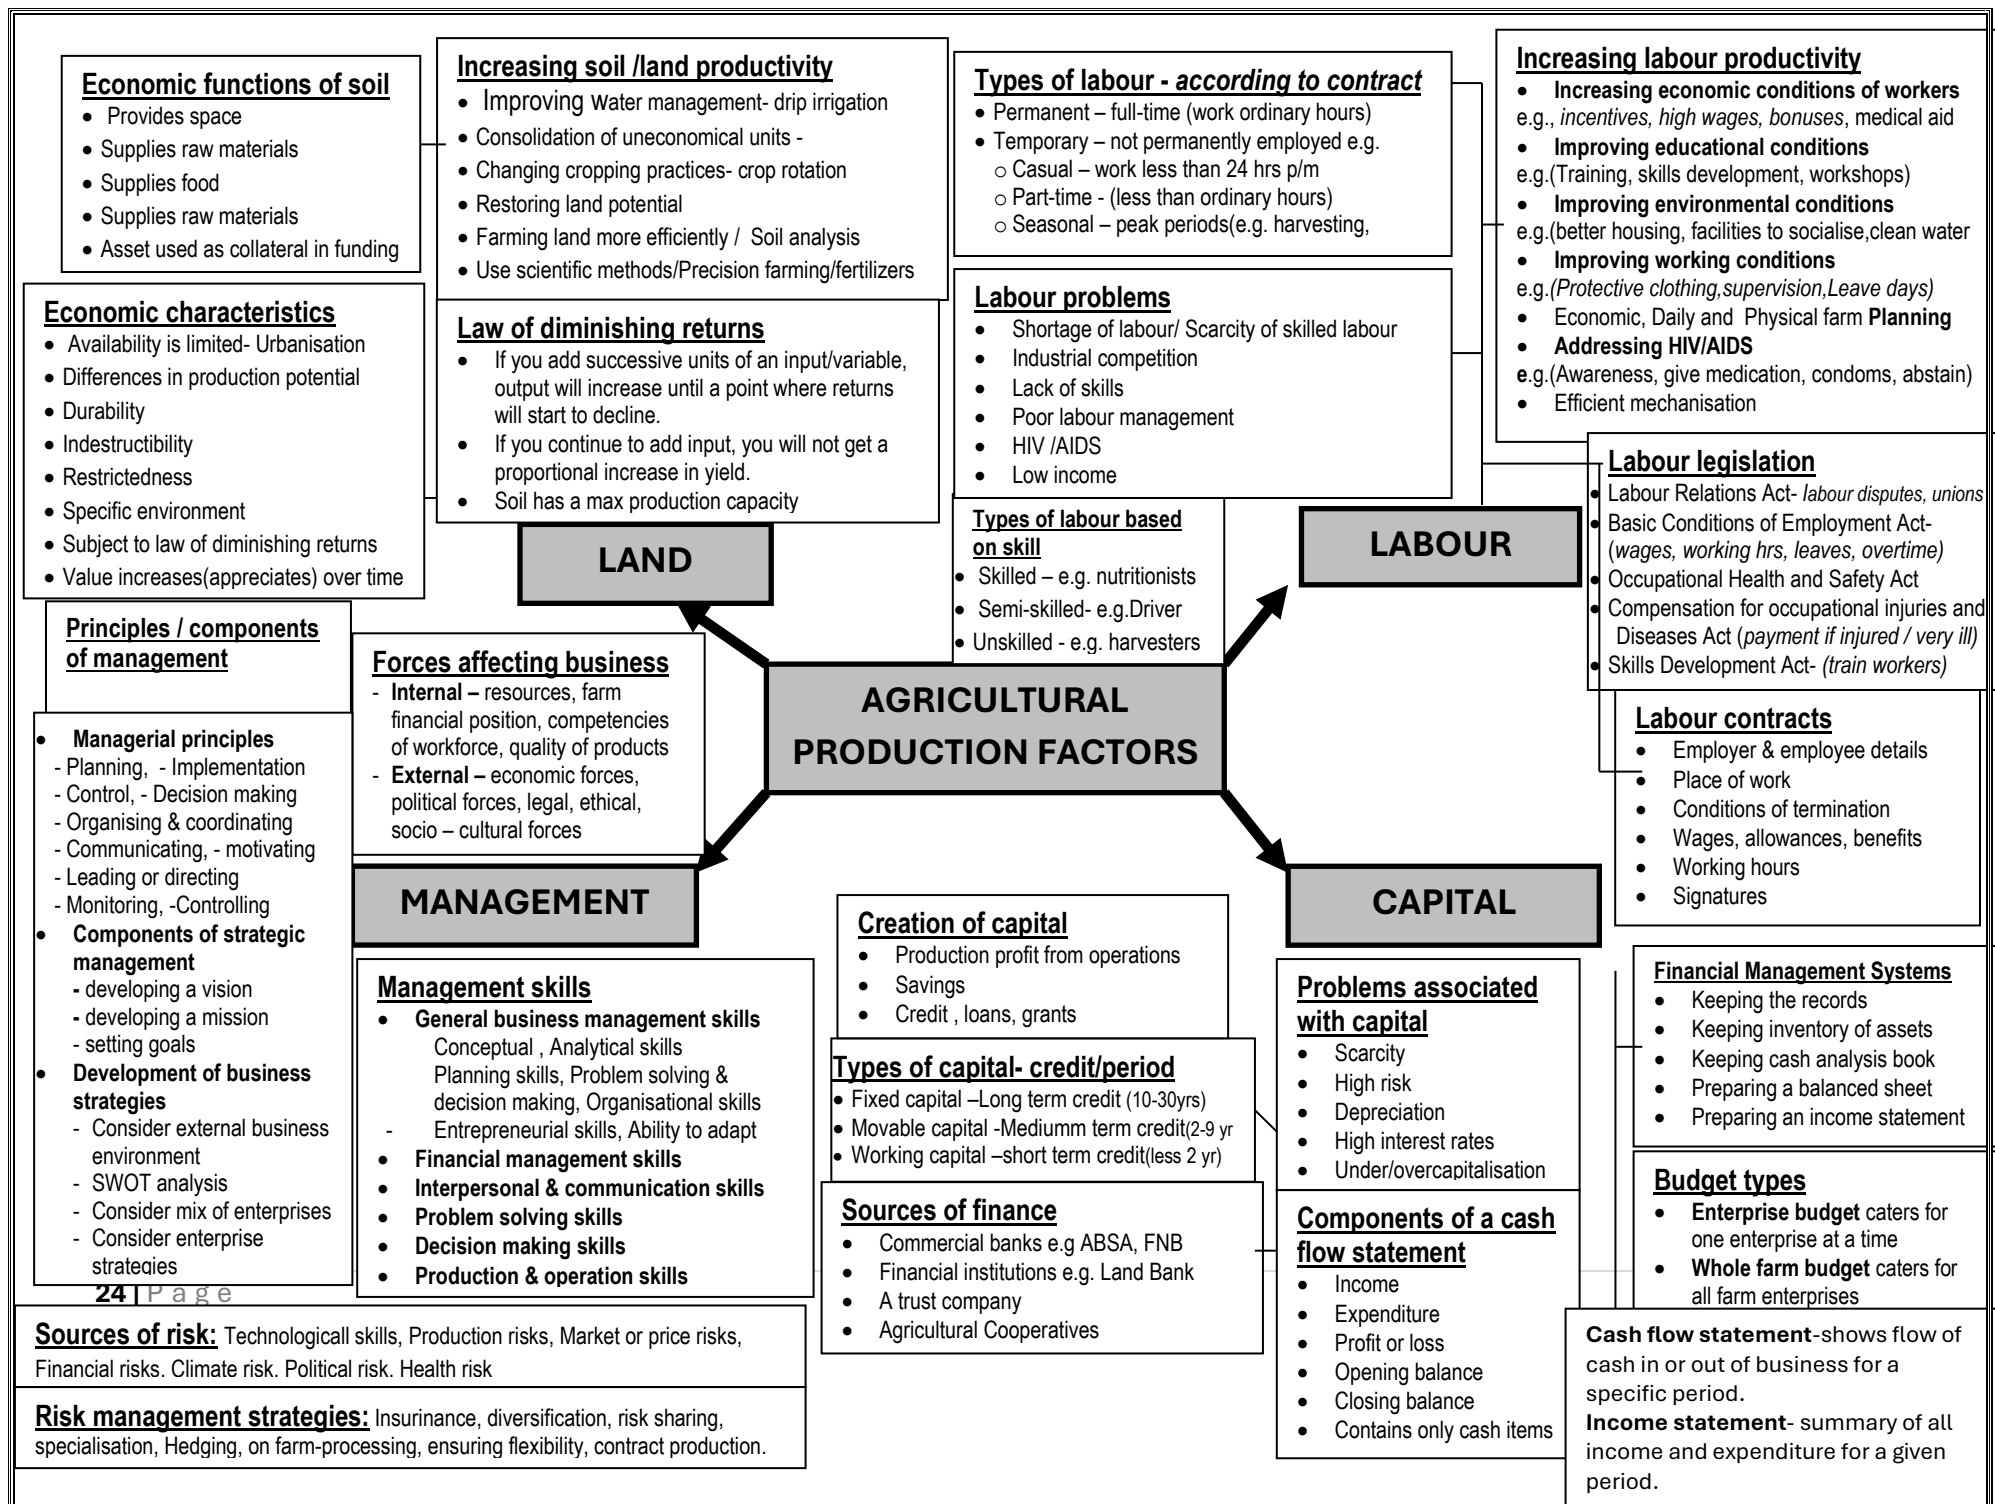 Economic functions of soil
• Provides space
• Supplies raw materials
• Supplies food
• Supplies raw materials
• Asset used as collateral in funding
Increasing soil /land productivity
• Improving Water management- drip irrigation
• Consolidation of uneconomical units -
• Changing cropping practices- crop rotation
• Restoring land potential
• Farming land more efficiently / Soil analysis
• Use scientific methods/Precision farming/fertilizers
Types of labour - according to contract
• Permanent – full-time (work ordinary hours)
• Temporary – not permanently employed e.g.
○ Casual – work less than 24 hrs p/m
○ Part-time - (less than ordinary hours)
○ Seasonal – peak periods(e.g. harvesting,
Increasing labour productivity
• Increasing economic conditions of workers
e.g., incentives, high wages, bonuses, medical aid
• Improving educational conditions
e.g.(Training, skills development, workshops)
• Improving environmental conditions
e.g.(better housing, facilities to socialise,clean water
• Improving working conditions
e.g.(Protective clothing,supervision,Leave days)
• Economic, Daily and Physical farm Planning
• Addressing HIV/AIDS
e.g.(Awareness, give medication, condoms, abstain)
• Efficient mechanisation
Economic characteristics
• Availability is limited- Urbanisation
• Differences in production potential
• Durability
• Indestructibility
• Restrictedness
• Specific environment
• Subject to law of diminishing returns
• Value increases(appreciates) over time
Law of diminishing returns
• If you add successive units of an input/variable,
output will increase until a point where returns
will start to decline.
• If you continue to add input, you will not get a
proportional increase in yield.
• Soil has a max production capacity
Labour problems
• Shortage of labour/ Scarcity of skilled labour
• Industrial competition
• Lack of skills
• Poor labour management
• HIV /AIDS
• Low income
Labour legislation
• Labour Relations Act- labour disputes, unions
• Basic Conditions of Employment Act-
(wages, working hrs, leaves, overtime)
• Occupational Health and Safety Act
• Compensation for occupational injuries and
Diseases Act (payment if injured / very ill)
• Skills Development Act- (train workers)
Types of labour based
on skill
• Skilled – e.g. nutritionists
• Semi-skilled- e.g.Driver
• Unskilled - e.g. harvesters
LAND
LABOUR
AGRICULTURAL
PRODUCTION FACTORS
Principles / components
of management
Forces affecting business
- Internal – resources, farm
financial position, competencies
of workforce, quality of products
- External – economic forces,
political forces, legal, ethical,
socio – cultural forces
Labour contracts
• Employer & employee details
• Place of work
• Conditions of termination
• Wages, allowances, benefits
• Working hours
• Signatures
• Managerial principles
- Planning, - Implementation
- Control, - Decision making
- Organising & coordinating
- Communicating, - motivating
- Leading or directing
- Monitoring, -Controlling
• Components of strategic
management
- developing a vision
- developing a mission
- setting goals
• Development of business
strategies
- Consider external business
environment
- SWOT analysis
- Consider mix of enterprises
- Consider enterprise
strategies
MANAGEMENT
CAPITAL
Management skills
• General business management skills
Conceptual , Analytical skills
Planning skills, Problem solving &
decision making, Organisational skills
- Entrepreneurial skills, Ability to adapt
• Financial management skills
• Interpersonal & communication skills
• Problem solving skills
• Decision making skills
• Production & operation skills
Creation of capital
• Production profit from operations
• Savings
• Credit , loans, grants
Types of capital- credit/period
• Fixed capital –Long term credit (10-30yrs)
• Movable capital -Mediumm term credit(2-9 yr
• Working capital –short term credit(less 2 yr)
Sources of finance
• Commercial banks e.g ABSA, FNB
• Financial institutions e.g. Land Bank
• A trust company
• Agricultural Cooperatives
Problems associated
with capital
• Scarcity
• High risk
• Depreciation
• High interest rates
• Under/overcapitalisation
Components of a cash
flow statement
• Income
• Expenditure
• Profit or loss
• Opening balance
• Closing balance
• Contains only cash items
Financial Management Systems
• Keeping the records
• Keeping inventory of assets
• Keeping cash analysis book
• Preparing a balanced sheet
• Preparing an income statement
Budget types
• Enterprise budget caters for
one enterprise at a time
• Whole farm budget caters for
all farm enterprises
Cash flow statement-shows flow of
cash in or out of business for a
specific period.
Income statement- summary of all
income and expenditure for a given
period.
24 | Page
Sources of risk: Technologicall skills, Production risks, Market or price risks,
Financial risks. Climate risk. Political risk. Health risk
Risk management strategies: Insurinance, diversification, risk sharing,
specialisation, Hedging, on farm-processing, ensuring flexibility, contract production.